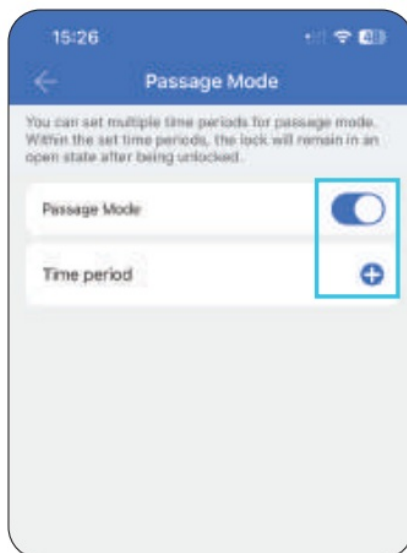 15:26
Passage Mode
You can set multiple time periods for passage mode.
Within the set time periods, the lock will remain in an
open state after being unlocked.
Passage Mode
Time period